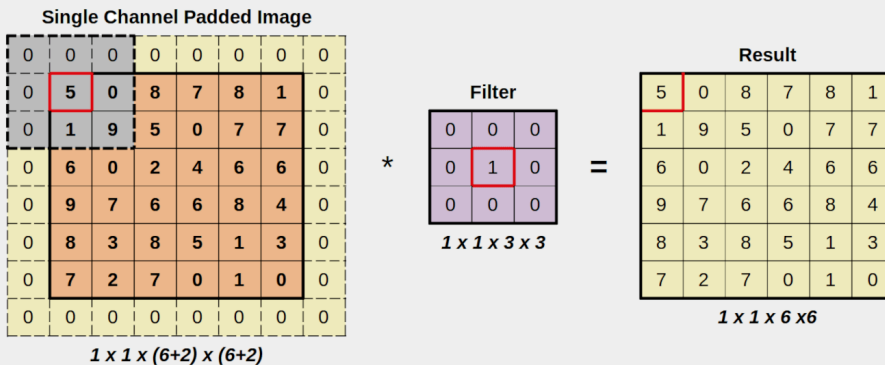 Single Channel Padded Image
0 0 0 0 0 0 0 0
0 5 0 8 7 8 1 0
0 1 9 5 0 7 7 0
0 6 0 2 4 6 6 0
0 9 7 6 6 8 4 0
0 8 3 8 5 1 3 0
0 7 2 7 0 1 0 0
0 0 0 0 0 0 0 0
1 x 1 x (6+2) x (6+2)
*
Filter
0 0 0
0 1 0
0 0 0
1 x 1 x 3 x 3
=
Result
5 0 8 7 8 1
1 9 5 0 7 7
6 0 2 4 6 6
9 7 6 6 8 4
8 3 8 5 1 3
7 2 7 0 1 0
1 x 1 x 6 x6